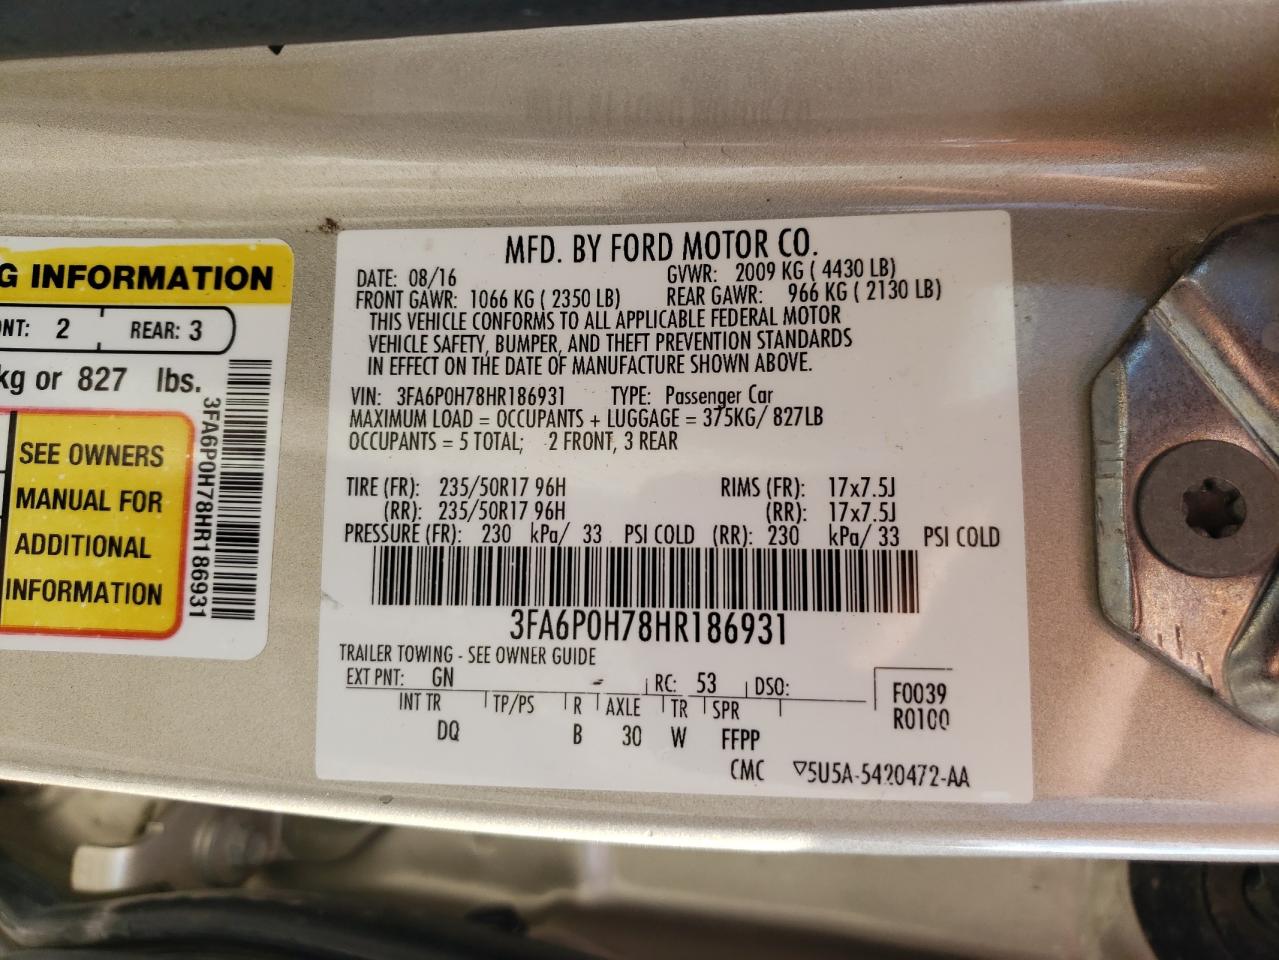 G INFORMATION
NT: 2 REAR: 3
kg or 827 lbs.
SEE OWNERS
MANUAL FOR
ADDITIONAL
INFORMATION
3FA6P0H78HR186931
MFD. BY FORD MOTOR CO.
DATE: 08/16 GVWR: 2009 KG ( 4430 LB)
FRONT GAWR: 1066 KG ( 2350 LB) REAR GAWR: 966 KG ( 2130 LB)
THIS VEHICLE CONFORMS TO ALL APPLICABLE FEDERAL MOTOR
VEHICLE SAFETY, BUMPER, AND THEFT PREVENTION STANDARDS
IN EFFECT ON THE DATE OF MANUFACTURE SHOWN ABOVE.
VIN: 3FA6P0H78HR186931 TYPE: Passenger Car
MAXIMUM LOAD = OCCUPANTS + LUGGAGE = 375KG/ 827LB
OCCUPANTS = 5 TOTAL; 2 FRONT, 3 REAR
TIRE (FR): 235/50R17 96H RIMS (FR): 17x7.5J
(RR): 235/50R17 96H (RR): 17x7.5J
PRESSURE (FR): 230 kPa/ 33 PSI COLD (RR): 230 kPa/ 33 PSI COLD
3FA6P0H78HR186931
TRAILER TOWING - SEE OWNER GUIDE
EXT PNT: GN RC: 53 DSO: F0039
INT TR TP/PS R AXLE TR SPR R0100
DQ B 30 W FFPP
CMC ▽5U5A-5420472-AA